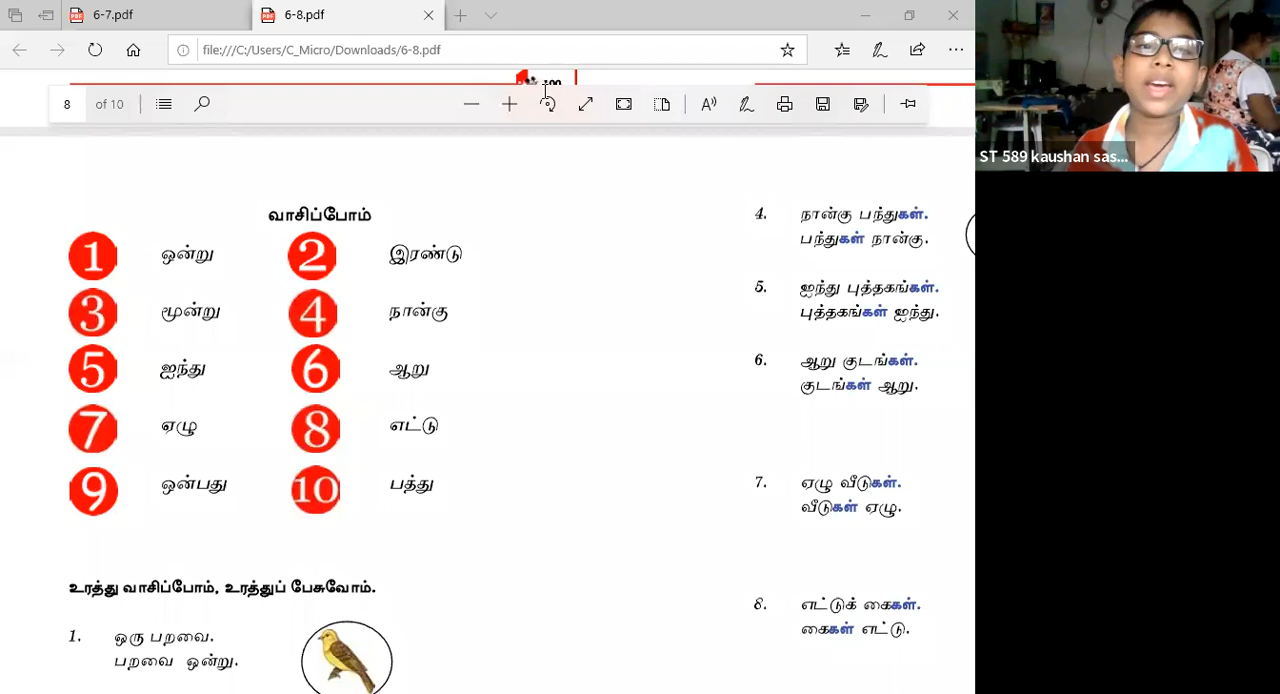 6-7.pdf
6-8.pdf
file:///C:/Users/C_Micro/Downloads/6-8.pdf
8 of 10
ST 589 kaushan sas...
வாசிப்போம்
1 ஒன்று 2 இரண்டு
3 மூன்று 4 நான்கு
5 ஐந்து 6 ஆறு
7 ஏழு 8 எட்டு
9 ஒன்பது 10 பத்து
உரத்து வாசிப்போம், உரத்துப் பேசுவோம்.
1. ஒரு பறவை.
பறவை ஒன்று.
4. நான்கு பந்துகள்.
பந்துகள் நான்கு.
5. ஐந்து புத்தகங்கள்.
புத்தகங்கள் ஐந்து.
6. ஆறு குடங்கள்.
குடங்கள் ஆறு.
7. ஏழு வீடுகள்.
வீடுகள் ஏழு.
8. எட்டுக் கைகள்.
கைகள் எட்டு.